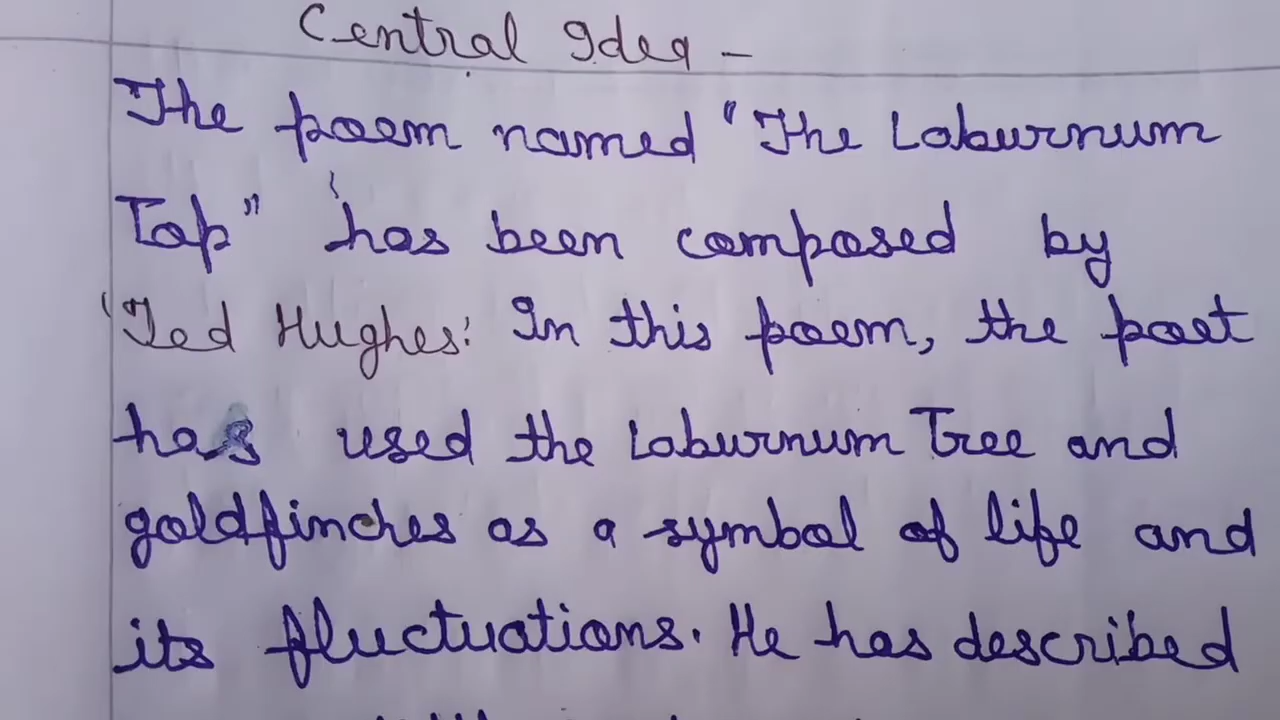 Central Idea -
The poem named "The Laburnum
Top" has been composed by
'Ted Hughes'. In this poem, the poet
has used the Laburnum Tree and
goldfinches as a symbol of life and
its fluctuations. He has described